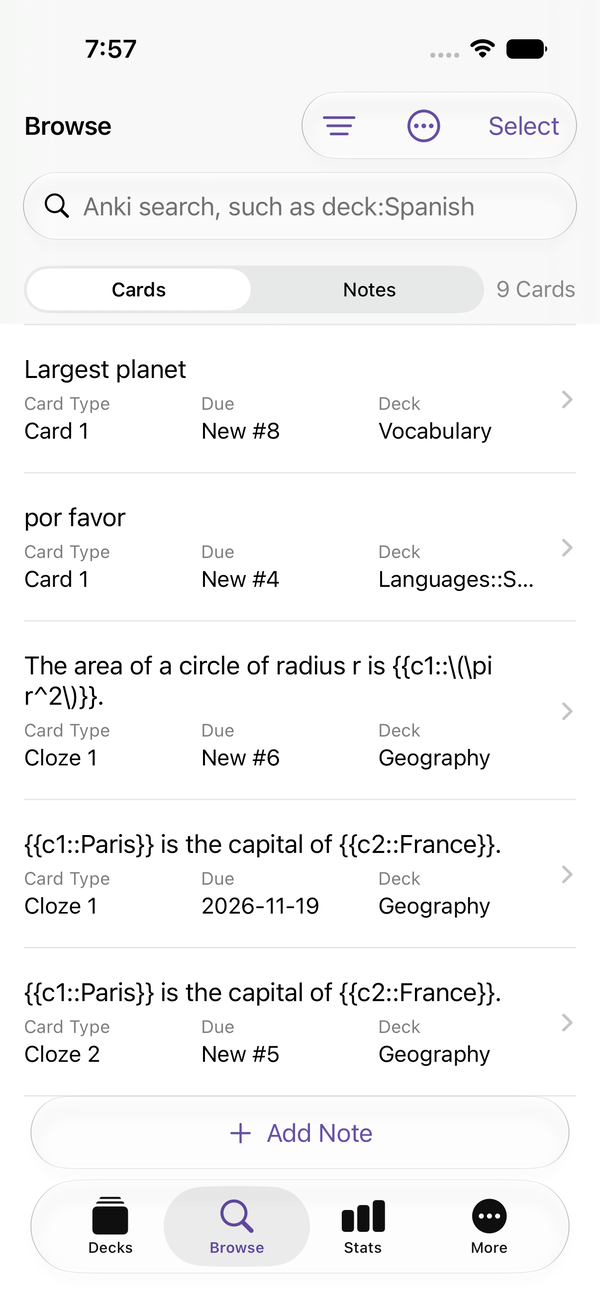 7:57
Browse
Select
Anki search, such as deck:Spanish
Cards
Notes
9 Cards
Largest planet
Card Type
Due
Deck
Card 1
New #8
Vocabulary
por favor
Card Type
Due
Deck
Card 1
New #4
Languages::S...
The area of a circle of radius r is {{c1::\(\pi
r^2\)}}.
Card Type
Due
Deck
Cloze 1
New #6
Geography
{{c1::Paris}} is the capital of {{c2::France}}.
Card Type
Due
Deck
Cloze 1
2026-11-19
Geography
{{c1::Paris}} is the capital of {{c2::France}}.
Card Type
Due
Deck
Cloze 2
New #5
Geography
+ Add Note
Decks
Browse
Stats
More